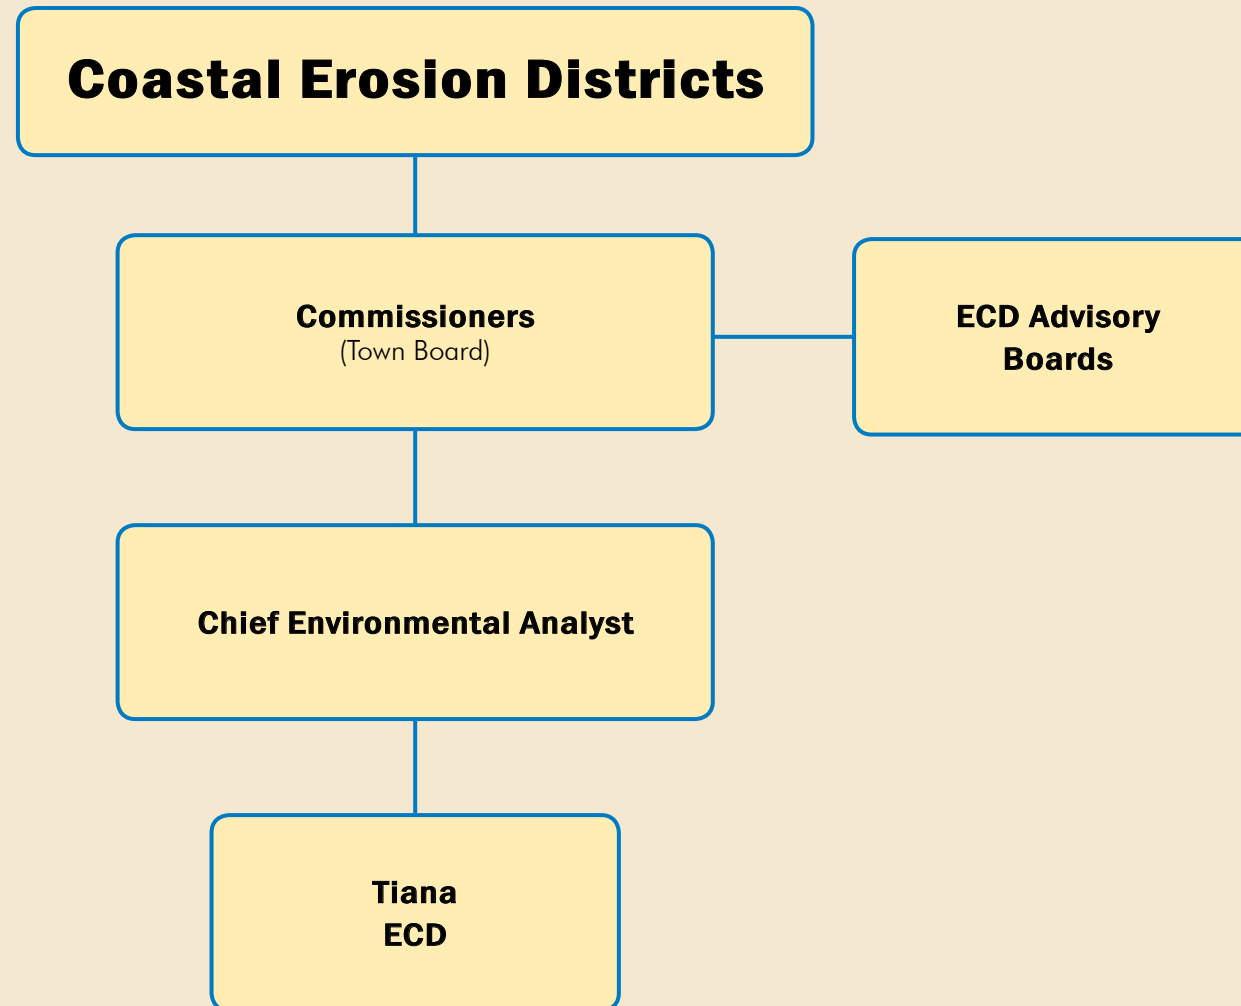 Coastal Erosion Districts
Commissioners
(Town Board)
ECD Advisory
Boards
Chief Environmental Analyst
Tiana
ECD